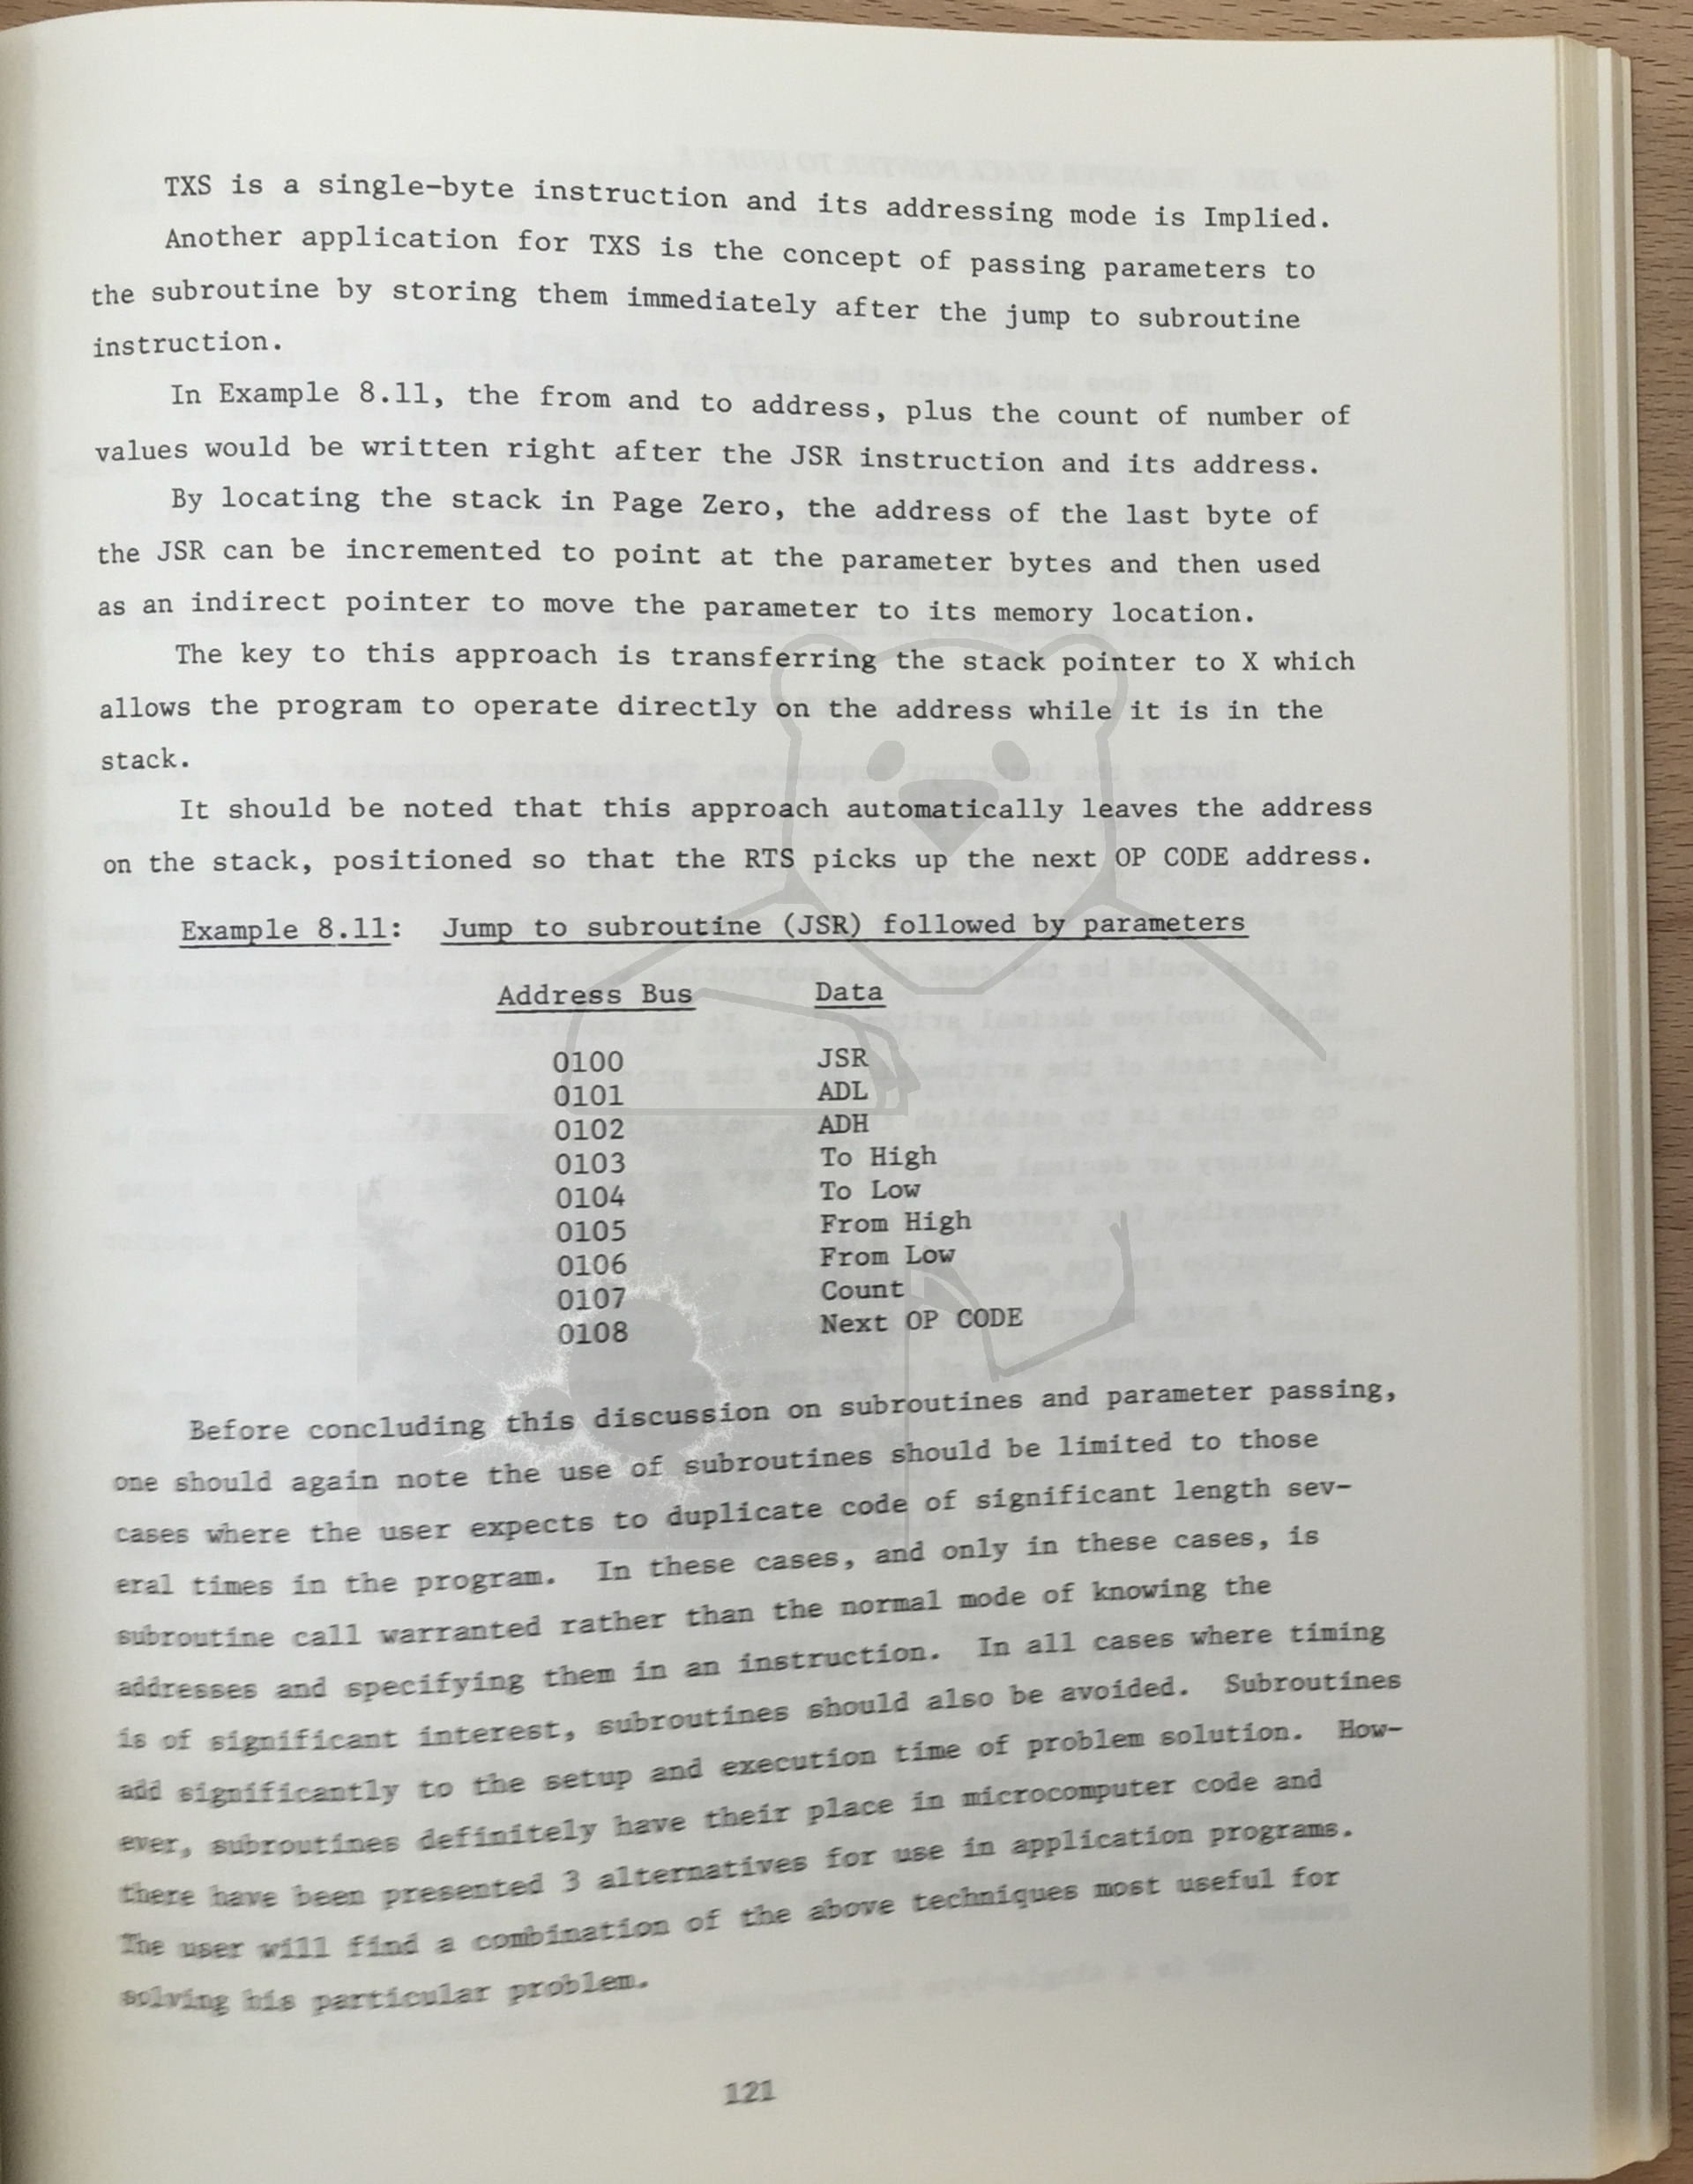 TXS is a single-byte instruction and its addressing mode is Implied.
Another application for TXS is the concept of passing parameters to
the subroutine by storing them immediately after the jump to subroutine
instruction.
In Example 8.11, the from and to address, plus the count of number of
values would be written right after the JSR instruction and its address.
By locating the stack in Page Zero, the address of the last byte of
the JSR can be incremented to point at the parameter bytes and then used
as an indirect pointer to move the parameter to its memory location.
The key to this approach is transferring the stack pointer to X which
allows the program to operate directly on the address while it is in the
stack.
It should be noted that this approach automatically leaves the address
on the stack, positioned so that the RTS picks up the next OP CODE address.
Example 8.11: Jump to subroutine (JSR) followed by parameters
Address Bus Data
0100 JSR
0101 ADL
0102 ADH
0103 To High
0104 To Low
0105 From High
0106 From Low
0107 Count
0108 Next OP CODE
Before concluding this discussion on subroutines and parameter passing,
one should again note the use of subroutines should be limited to those
cases where the user expects to duplicate code of significant length sev-
eral times in the program. In these cases, and only in these cases, is
subroutine call warranted rather than the normal mode of knowing the
addresses and specifying them in an instruction. In all cases where timing
is of significant interest, subroutines should also be avoided. Subroutines
add significantly to the setup and execution time of problem solution. How-
ever, subroutines definitely have their place in microcomputer code and
there have been presented 3 alternatives for use in application programs.
The user will find a combination of the above techniques most useful for
solving his particular problem.
121